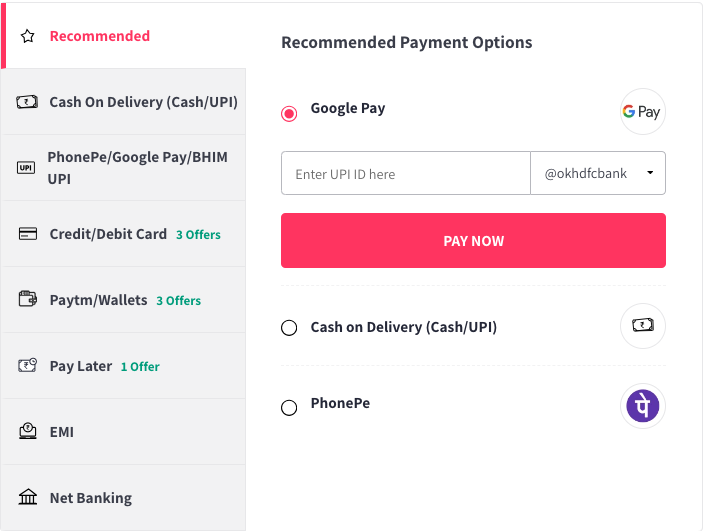 Recommended
Cash On Delivery (Cash/UPI)
UPI
PhonePe/Google Pay/BHIM
UPI
Credit/Debit Card 3 Offers
Paytm/Wallets 3 Offers
Pay Later 1 Offer
EMI
Net Banking
Recommended Payment Options
Google Pay
G Pay
Enter UPI ID here
@okhdfcbank
PAY NOW
Cash on Delivery (Cash/UPI)
PhonePe
पे